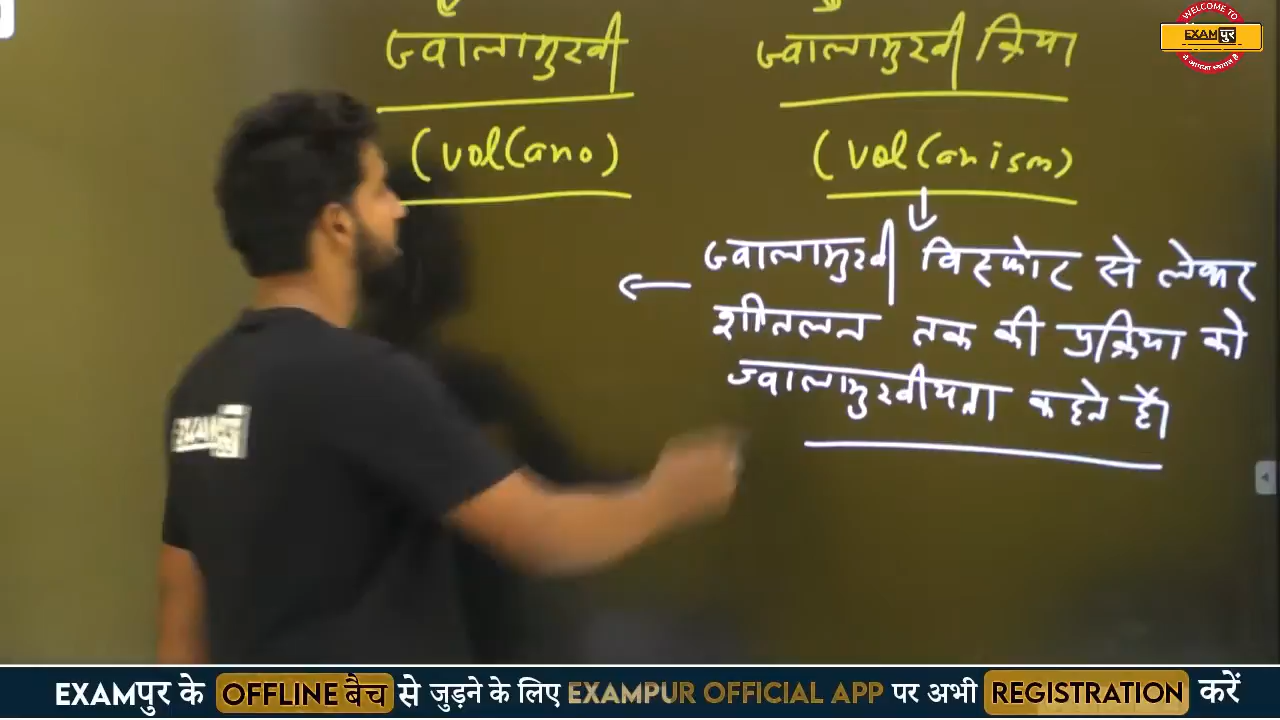 WELCOME TO
EXAMपुर
ज्वालामुखी
ज्वालामुखी क्रिया
(volcano)
(volcanism)
ज्वालामुखी विस्फोट से लेकर
शीतलन तक की प्रक्रिया को
ज्वालामुखीयता कहते हैं।
EXAMपुर के OFFLINE बैच से जुड़ने के लिए EXAMPUR OFFICIAL APP पर अभी REGISTRATION करें